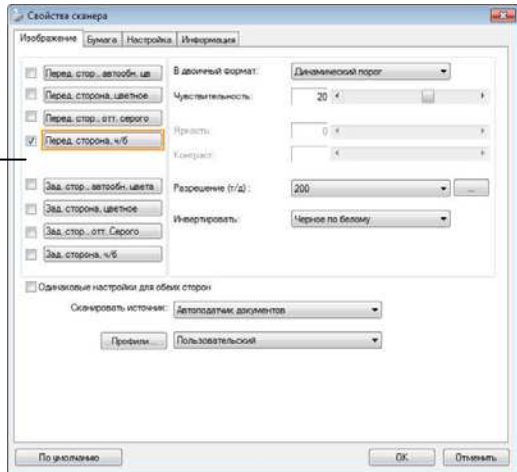 Свойства сканера
Изображение Бумага Настройка Информация
Перед. стор., автообн. цв
Перед. сторона, цветное
Перед. стор., отт. серого
Перед. сторона, ч/б
Зад. стор., автообн. цвета
Зад. сторона, цветное
Зад. стор., отт. Серого
Зад. сторона, ч/б
В двоичный формат: Динамический порог
Чувствительность: 20
Яркость: 0
Контраст:
Разрешение (т/д) : 200 ...
Инвертировать: Черное по белому
Одинаковые настройки для обеих сторон
Сканировать источник: Автоподатчик документов
Профили... Пользовательский
По умолчанию OK Отменить